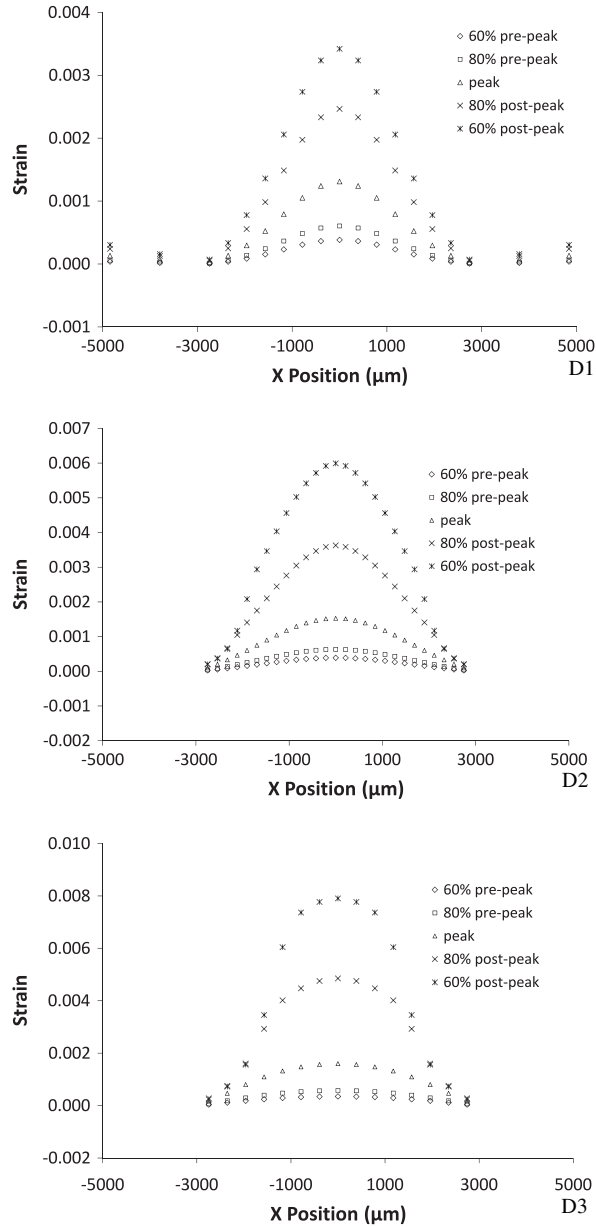 0.004
0.003
0.002
0.001
0.000
-0.001
Strain
60% pre-peak
80% pre-peak
peak
80% post-peak
60% post-peak
-5000 -3000 -1000 1000 3000 5000
X Position (µm)
D1
0.007
0.006
0.005
0.004
0.003
0.002
0.001
0.000
-0.001
-0.002
Strain
60% pre-peak
80% pre-peak
peak
80% post-peak
60% post-peak
-5000 -3000 -1000 1000 3000 5000
X Position (µm)
D2
0.010
0.008
0.006
0.004
0.002
0.000
-0.002
Strain
60% pre-peak
80% pre-peak
peak
80% post-peak
60% post-peak
-5000 -3000 -1000 1000 3000 5000
X Position (µm)
D3